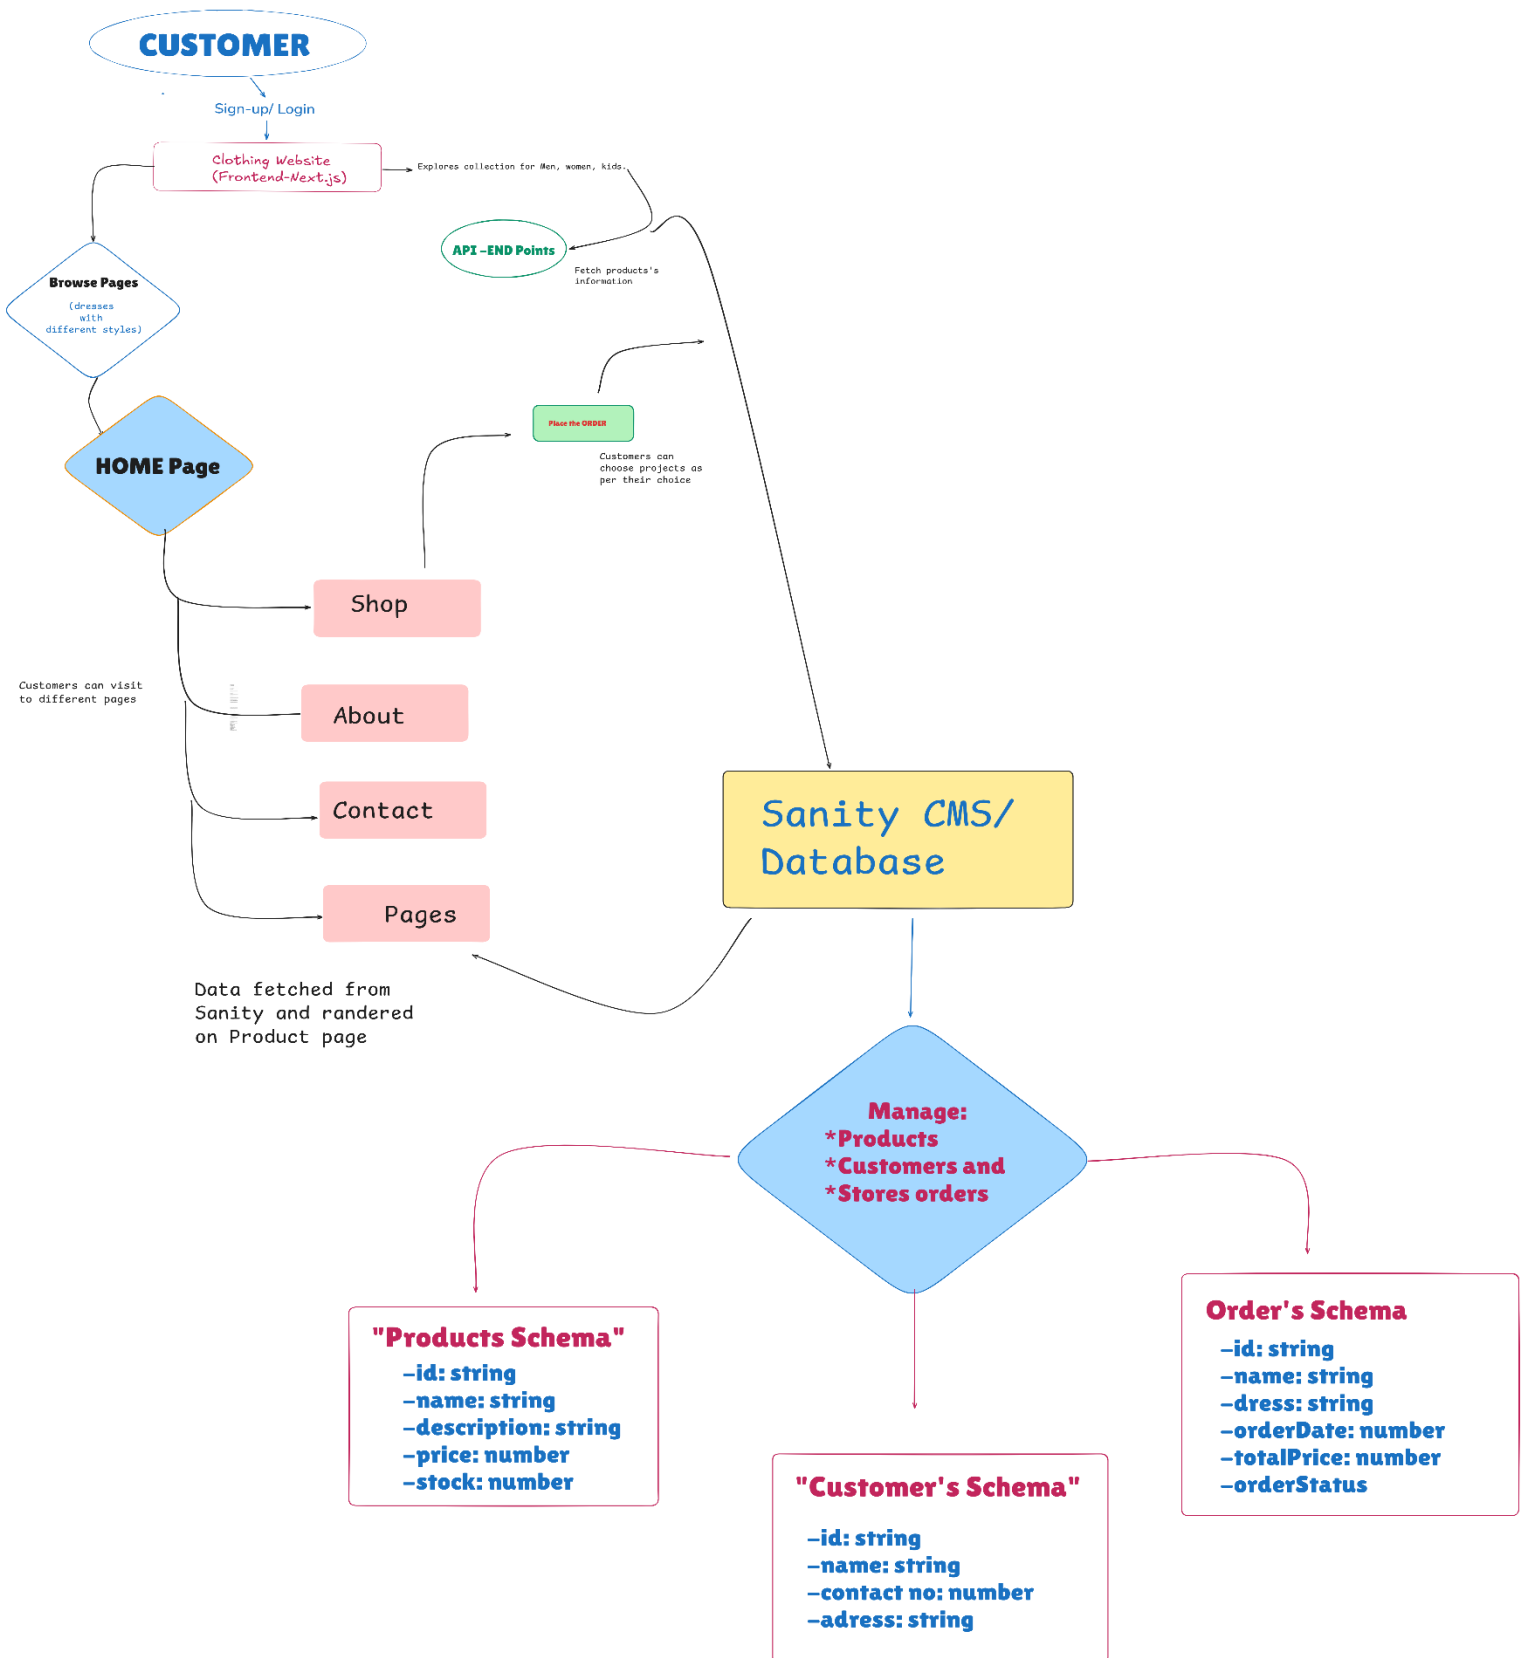 CUSTOMER
Sign-up/ Login
Clothing Website
(Frontend-Next.js)
Explores collection for Men, women, kids.
API -END Points
Fetch products's
information
Browse Pages
(dresses
with
different styles)
HOME Page
Place the ORDER
Customers can
choose projects as
per their choice
Shop
Customers can visit
to different pages
About
Contact
Pages
Sanity CMS/
Database
Data fetched from
Sanity and randered
on Product page
Manage:
*Products
*Customers and
*Stores orders
"Products Schema"
-id: string
-name: string
-description: string
-price: number
-stock: number
"Customer's Schema"
-id: string
-name: string
-contact no: number
-adress: string
Order's Schema
-id: string
-name: string
-dress: string
-orderDate: number
-totalPrice: number
-orderStatus